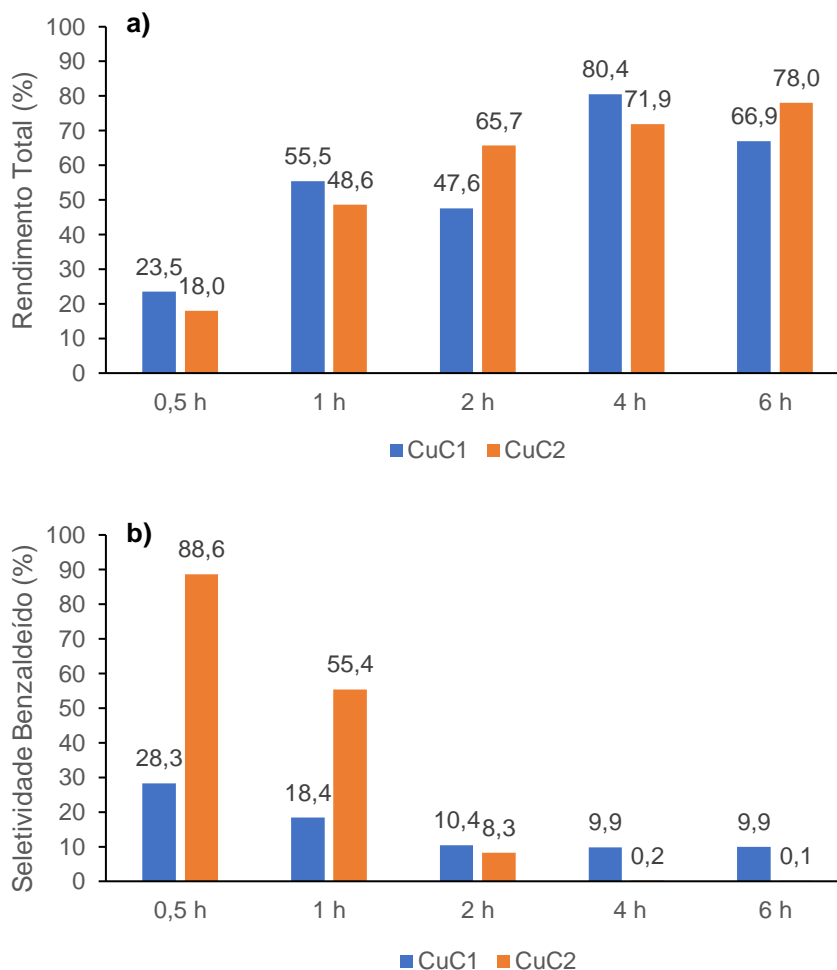 a)
Rendimento Total (%)
100
90
80
70
60
50
40
30
20
10
0
23,5
18,0
55,5
48,6
47,6
65,7
80,4
71,9
66,9
78,0
0,5 h
1 h
2 h
4 h
6 h
CuC1 CuC2
b)
Seletividade Benzaldeído (%)
100
90
80
70
60
50
40
30
20
10
0
28,3
88,6
18,4
55,4
10,4
8,3
9,9
0,2
9,9
0,1
0,5 h
1 h
2 h
4 h
6 h
CuC1 CuC2